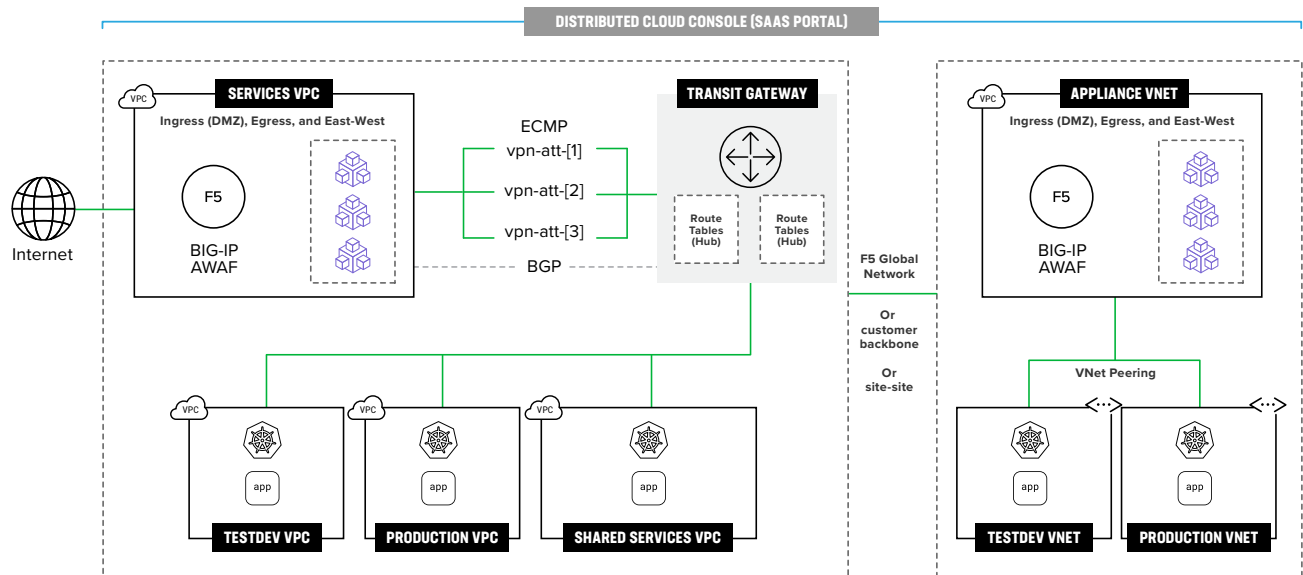 DISTRIBUTED CLOUD CONSOLE (SAAS PORTAL)
VPC
SERVICES VPC
Ingress (DMZ), Egress, and East-West
F5
BIG-IP
AWAF
Internet
ECMP
vpn-att-[1]
vpn-att-[2]
vpn-att-[3]
BGP
TRANSIT GATEWAY
Route
Tables
(Hub)
Route
Tables
(Hub)
F5 Global
Network
Or
customer
backbone
Or
site-site
VPC
APPLIANCE VNET
Ingress (DMZ), Egress, and East-West
F5
BIG-IP
AWAF
VNet Peering
VPC
app
TESTDEV VPC
VPC
app
PRODUCTION VPC
VPC
app
SHARED SERVICES VPC
app
TESTDEV VNET
app
PRODUCTION VNET